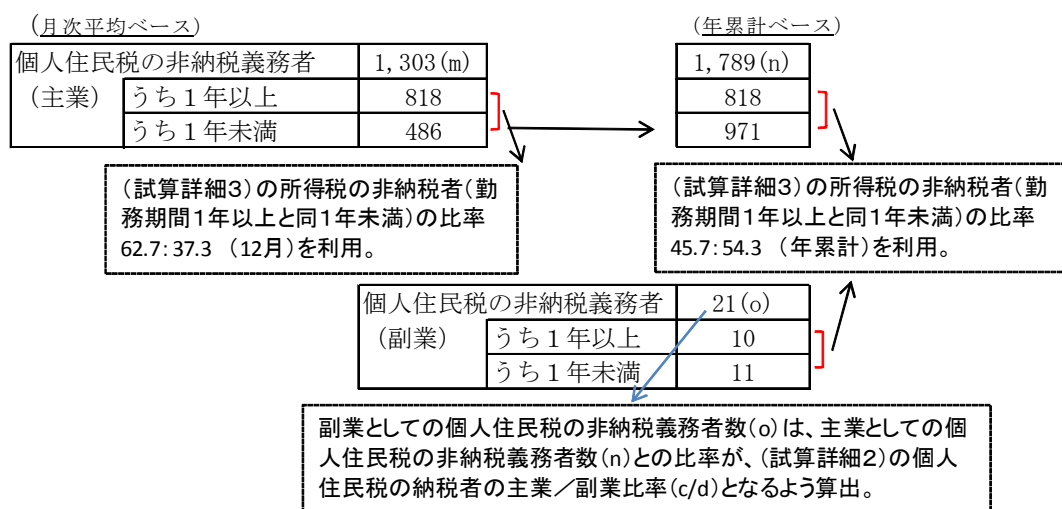 (月次平均ベース)
(年累計ベース)
個人住民税の非納税義務者 1,303(m)
1,789(n)
(主業) うち1年以上 818
818
うち1年未満 486
971
(試算詳細3)の所得税の非納税者(勤
務期間1年以上と同1年未満)の比率
62.7:37.3 (12月)を利用。
(試算詳細3)の所得税の非納税者(勤
務期間1年以上と同1年未満)の比率
45.7:54.3 (年累計)を利用。
個人住民税の非納税義務者 21(o)
(副業) うち1年以上 10
うち1年未満 11
副業としての個人住民税の非納税義務者数(o)は、主業としての個
人住民税の非納税義務者数(n)との比率が、(試算詳細2)の個人
住民税の納税者の主業/副業比率(c/d)となるよう算出。